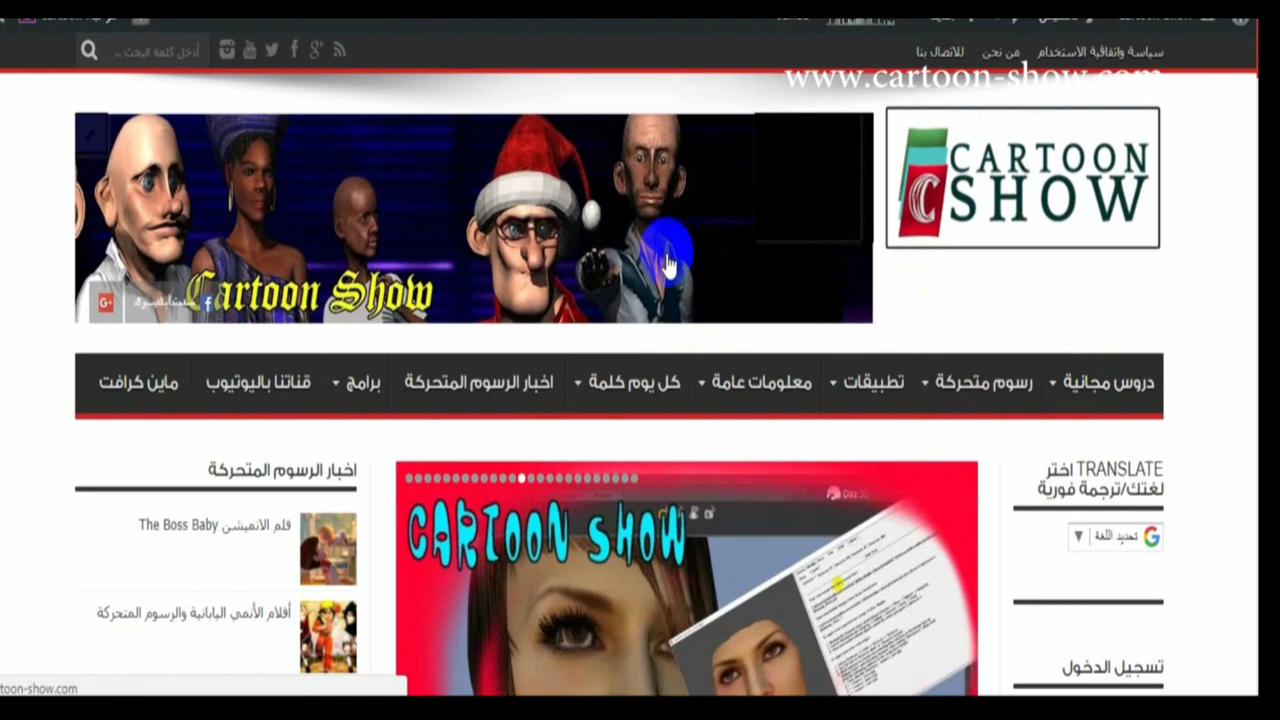 سياسة واتفاقية الاستخدام
من نحن
للاتصال بنا
أدخل كلمة البحث ..
www.cartoon-show.com
CARTOON
SHOW
Cartoon Show
دروس مجانية
رسوم متحركة
تطبيقات
معلومات عامة
كل يوم كلمة
اخبار الرسوم المتحركة
برامج
قناتنا باليوتيوب
ماين كرافت
TRANSLATE اختر
لغتك/ترجمة فورية
تحديد اللغة
تسجيل الدخول
CARTOON SHOW
Daz 3D
اخبار الرسوم المتحركة
فلم الانميشن The Boss Baby
أفلام الأنمي اليابانية والرسوم المتحركة
toon-show.com